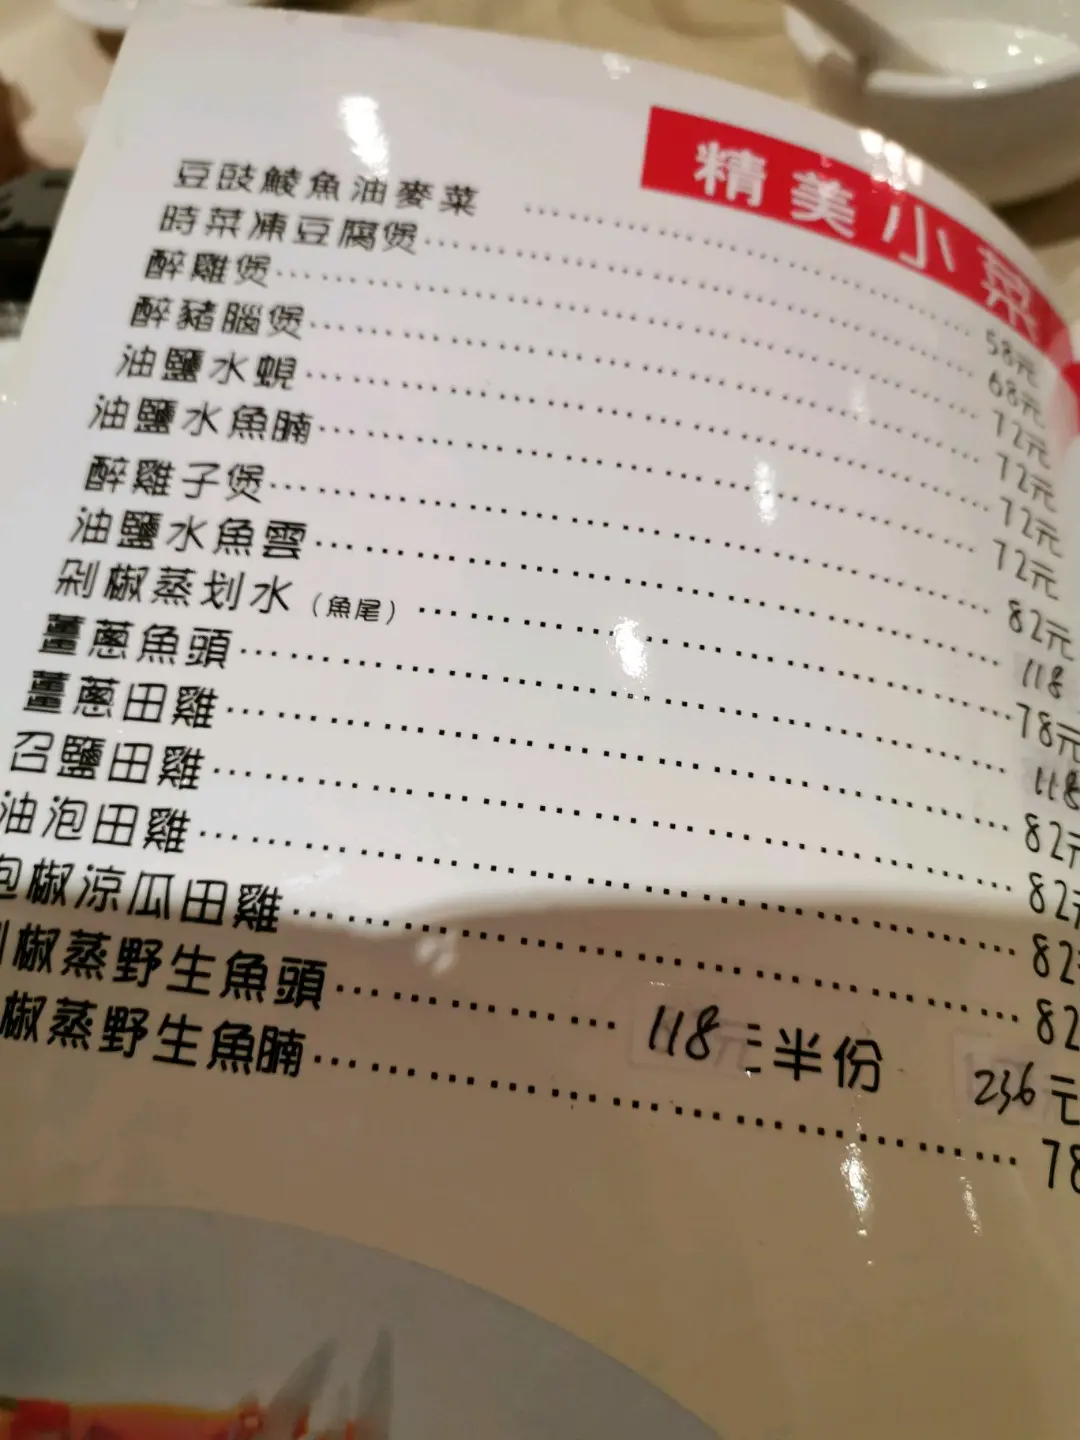 精美小菜
豆豉鯪魚油麥菜 58元
時菜凍豆腐煲 68元
醉雞煲 72元
醉豬腦煲 72元
油鹽水蜆 72元
油鹽水魚腩 72元
醉雞子煲 82元
油鹽水魚雲 118
剁椒蒸划水(魚尾) 78元
薑蔥魚頭 118
薑蔥田雞 82元
召鹽田雞 82元
油泡田雞 82
泡椒涼瓜田雞 82
剁椒蒸野生魚頭 118元半份 236元
椒蒸野生魚腩 78